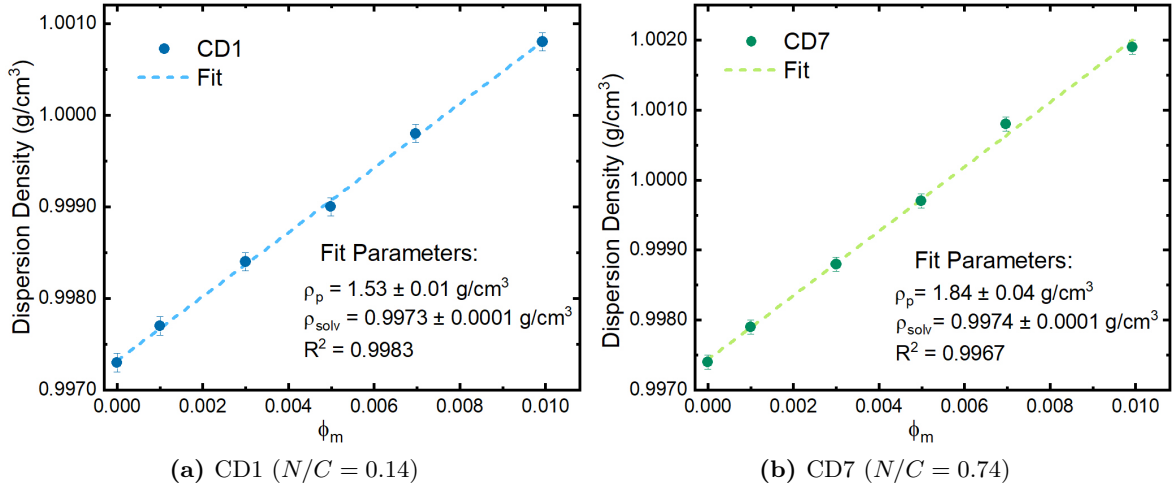 1.0010
1.0000
0.9990
0.9980
0.9970
Dispersion Density (g/cm³)
CD1
Fit
Fit Parameters:
ρp = 1.53 ± 0.01 g/cm³
ρsolv = 0.9973 ± 0.0001 g/cm³
R² = 0.9983
0.000 0.002 0.004 0.006 0.008 0.010
ϕm
(a) CD1 (N/C = 0.14)
1.0020
1.0010
1.0000
0.9990
0.9980
0.9970
Dispersion Density (g/cm³)
CD7
Fit
Fit Parameters:
ρp= 1.84 ± 0.04 g/cm³
ρsolv= 0.9974 ± 0.0001 g/cm³
R² = 0.9967
0.000 0.002 0.004 0.006 0.008 0.010
ϕm
(b) CD7 (N/C = 0.74)